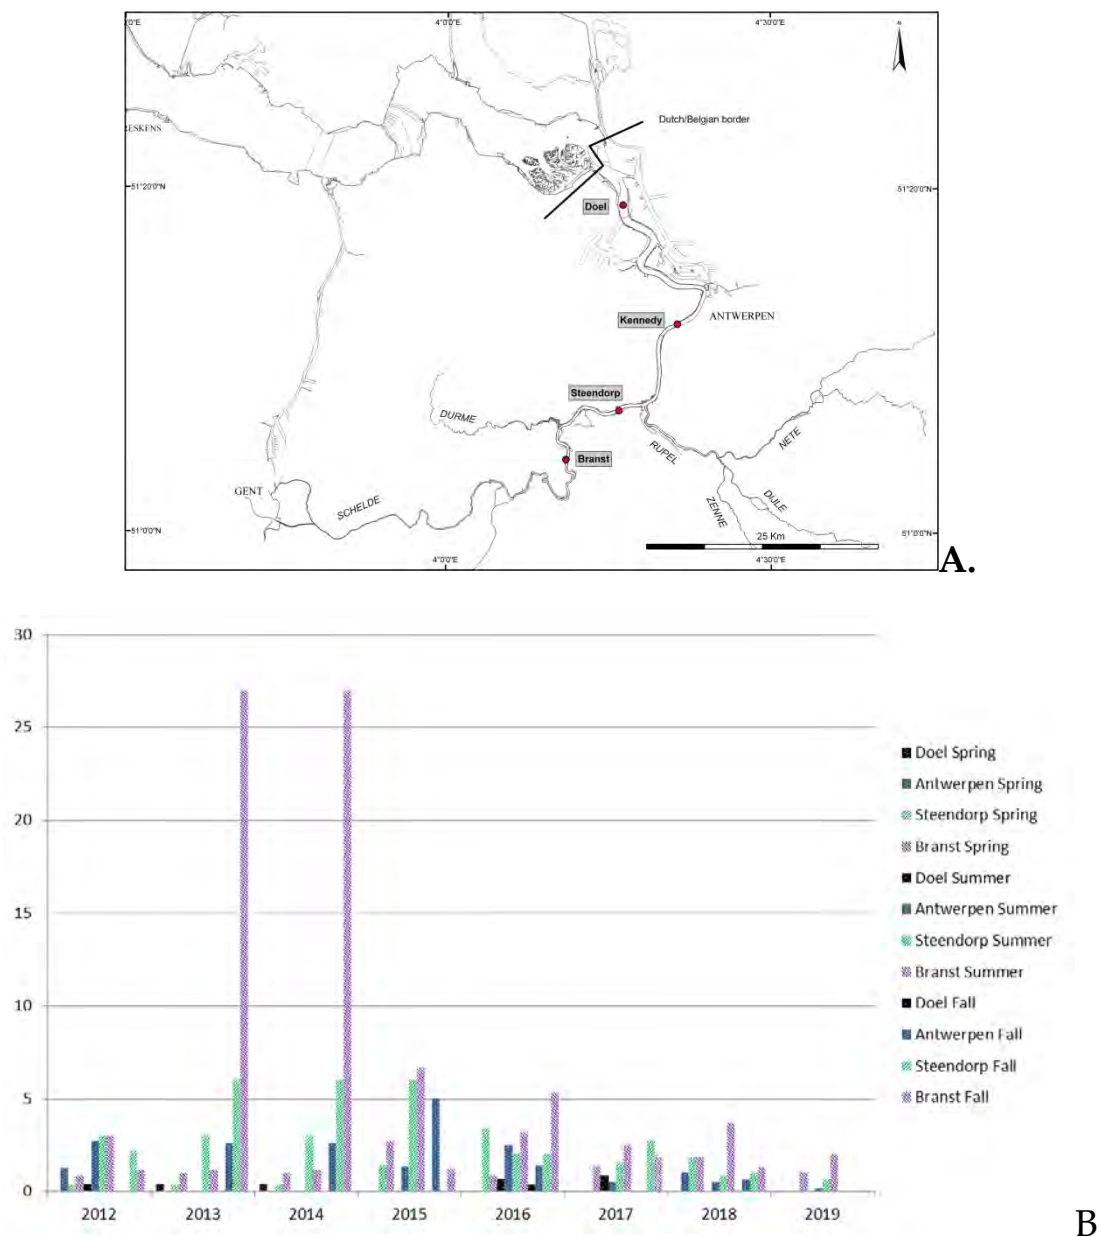 0'0"E
4°0'0"E
4°30'0"E
N
Dutch/Belgian border
RESKENS
51°20'0"N
51°20'0"N
Doel
Kennedy
ANTWERPEN
Steendorp
DURME
NETE
RUPEL
Branst
GENT
SCHELDE
ZENNE
DIJLE
51°0'0"N
51°0'0"N
25 Km
4°0'0"E
4°30'0"E
A.
30
25
20
15
10
5
0
2012 2013 2014 2015 2016 2017 2018 2019
Doel Spring
Antwerpen Spring
Steendorp Spring
Branst Spring
Doel Summer
Antwerpen Summer
Steendorp Summer
Branst Summer
Doel Fall
Antwerpen Fall
Steendorp Fall
Branst Fall
B